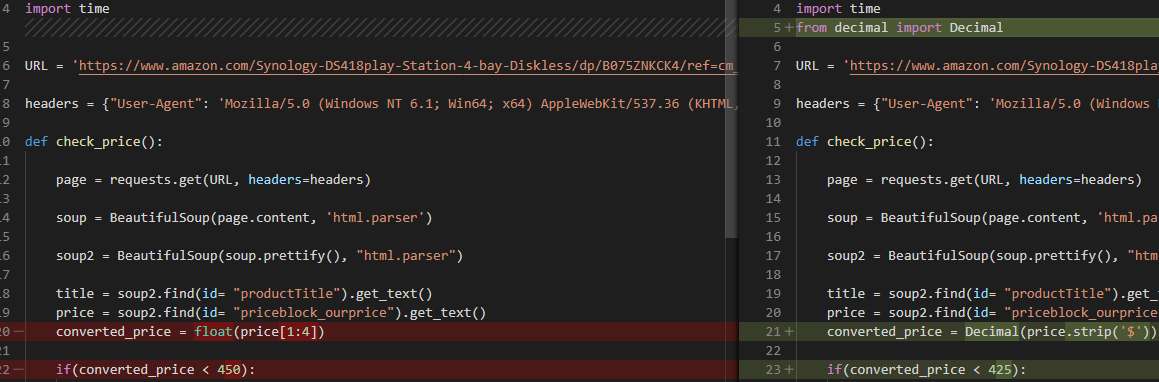 4 import time
5
6 URL = 'https://www.amazon.com/Synology-DS418play-Station-4-bay-Diskless/dp/B075ZNKCK4/ref=cm_
7
8 headers = {"User-Agent": 'Mozilla/5.0 (Windows NT 6.1; Win64; x64) AppleWebKit/537.36 (KHTML,
9
0 def check_price():
1
2 page = requests.get(URL, headers=headers)
3
4 soup = BeautifulSoup(page.content, 'html.parser')
5
6 soup2 = BeautifulSoup(soup.prettify(), "html.parser")
7
8 title = soup2.find(id= "productTitle").get_text()
9 price = soup2.find(id= "priceblock_ourprice").get_text()
20 — converted_price = float(price[1:4])
21
22 — if(converted_price < 450):
4 import time
5 + from decimal import Decimal
6
7 URL = 'https://www.amazon.com/Synology-DS418pla
8
9 headers = {"User-Agent": 'Mozilla/5.0 (Windows
10
11 def check_price():
12
13 page = requests.get(URL, headers=headers)
14
15 soup = BeautifulSoup(page.content, 'html.pa
16
17 soup2 = BeautifulSoup(soup.prettify(), "htm
18
19 title = soup2.find(id= "productTitle").get_
20 price = soup2.find(id= "priceblock_ourprice
21 + converted_price = Decimal(price.strip('$'))
22
23 + if(converted_price < 425):